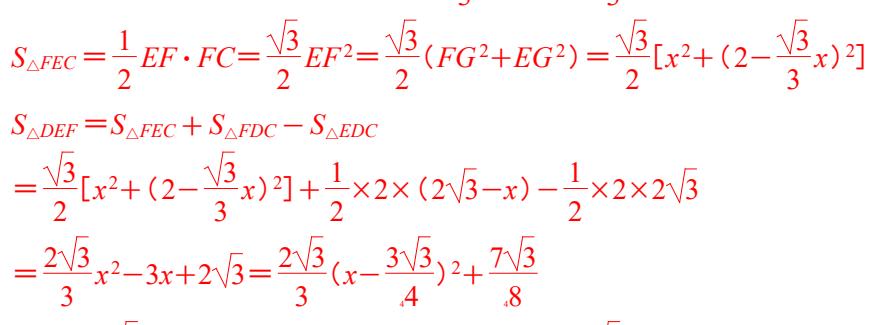 S△FEC = 1/2 EF · FC = √3/2 EF² = √3/2 (FG² + EG²) = √3/2 [x² + (2 − √3/3 x)²]
S△DEF = S△FEC + S△FDC − S△EDC
= √3/2 [x² + (2 − √3/3 x)²] + 1/2 × 2 × (2√3 − x) − 1/2 × 2 × 2√3
= 2√3/3 x² − 3x + 2√3 = 2√3/3 (x − 3√3/4)² + 7√3/8